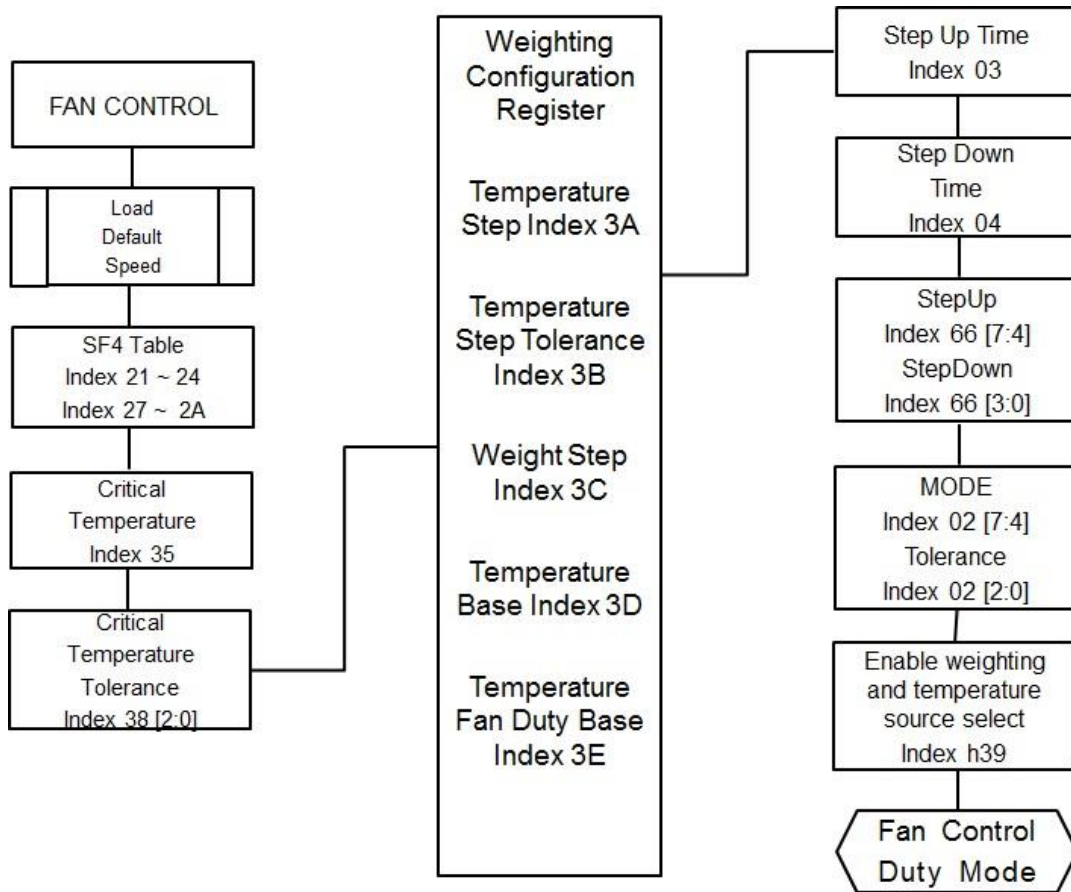 FAN CONTROL
Load
Default
Speed
SF4 Table
Index 21 ~ 24
Index 27 ~ 2A
Critical
Temperature
Index 35
Critical
Temperature
Tolerance
Index 38 [2:0]
Weighting
Configuration
Register
Temperature
Step Index 3A
Temperature
Step Tolerance
Index 3B
Weight Step
Index 3C
Temperature
Base Index 3D
Temperature
Fan Duty Base
Index 3E
Step Up Time
Index 03
Step Down
Time
Index 04
StepUp
Index 66 [7:4]
StepDown
Index 66 [3:0]
MODE
Index 02 [7:4]
Tolerance
Index 02 [2:0]
Enable weighting
and temperature
source select
Index h39
Fan Control
Duty Mode